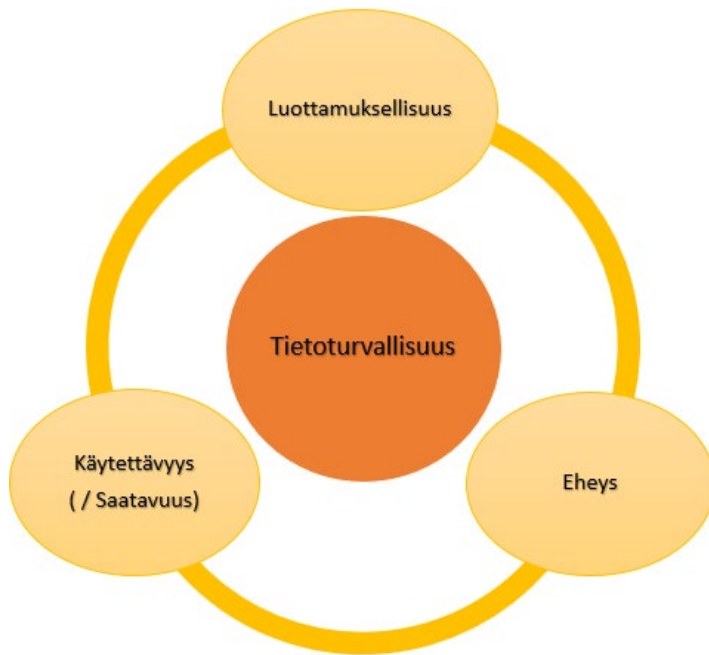 Luottamuksellisuus
Tietoturvallisuus
Käytettävyys
( / Saatavuus)
Eheys